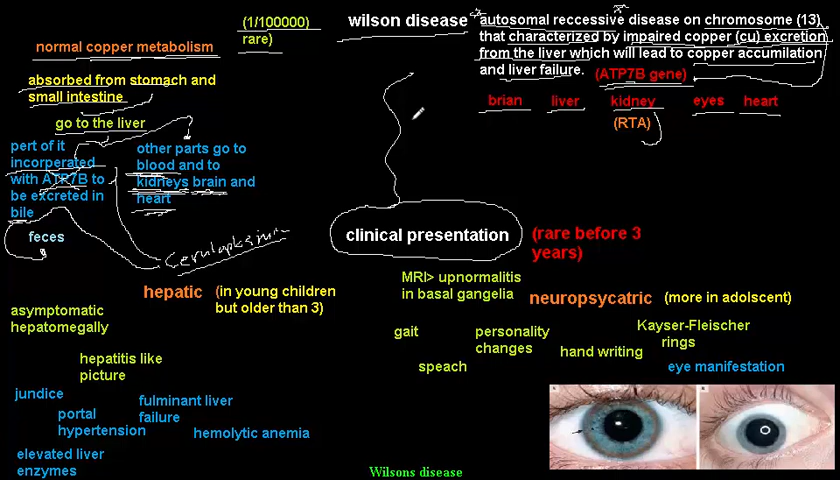 wilson disease
autosomal reccessive disease on chromosome (13)
that characterized by impaired copper (cu) excretion
from the liver which will lead to copper accumilation
and liver failure.
(ATP7B gene)
brian liver kidney eyes heart
(RTA)
(1/100000)
rare)
normal copper metabolism
absorbed from stomach and
small intestine
go to the liver
pert of it
incorperated
with ATP7B to
be excreted in
bile
other parts go to
blood and to
kidneys brain and
heart
feces
Ceruloplasmin
clinical presentation
(rare before 3
years)
hepatic (in young children
but older than 3)
asymptomatic
hepatomegally
hepatitis like
picture
jundice
portal
hypertension
fulminant liver
failure
hemolytic anemia
elevated liver
enzymes
MRI> upnormalitis
in basal gangelia
neuropsycatric (more in adolscent)
gait
personality
changes
speach
hand writing
Kayser-Fleischer
rings
eye manifestation
Wilsons disease